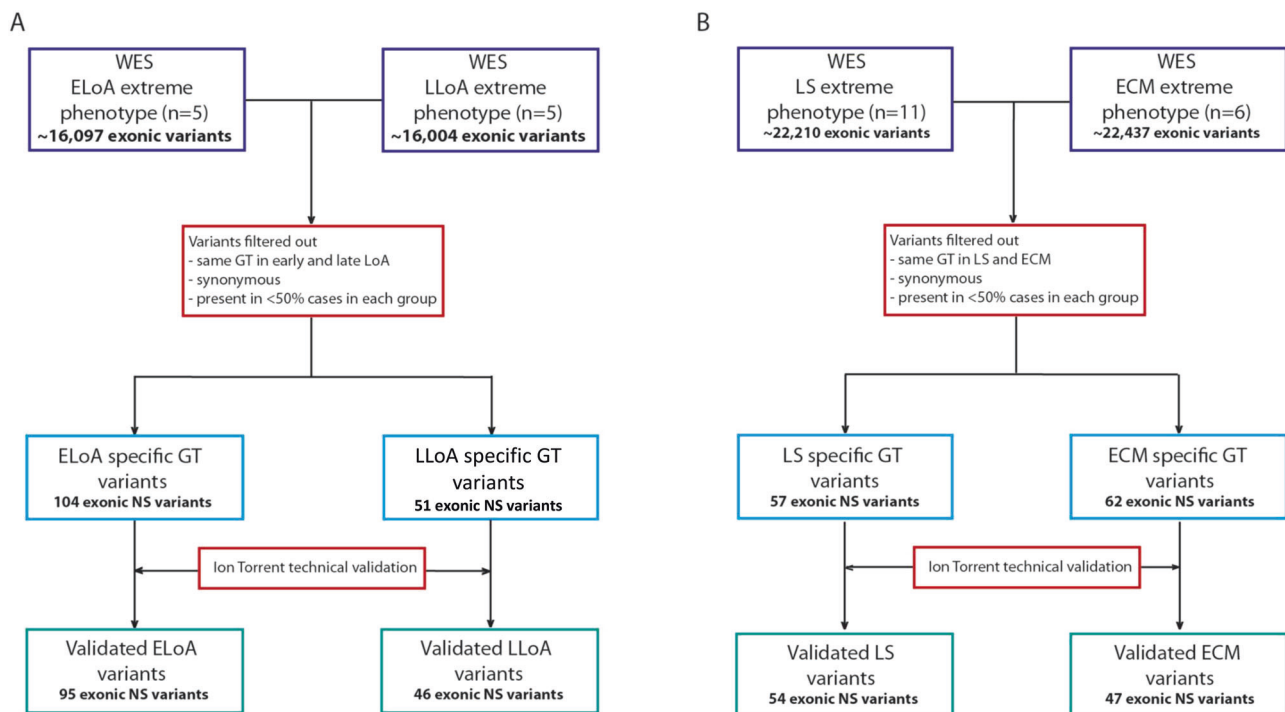 A
WES
ELoA extreme
phenotype (n=5)
~16,097 exonic variants
WES
LLoA extreme
phenotype (n=5)
~16,004 exonic variants
Variants filtered out
- same GT in early and late LoA
- synonymous
- present in <50% cases in each group
ELoA specific GT
variants
104 exonic NS variants
LLoA specific GT
variants
51 exonic NS variants
Ion Torrent technical validation
Validated ELoA
variants
95 exonic NS variants
Validated LLoA
variants
46 exonic NS variants
B
WES
LS extreme
phenotype (n=11)
~22,210 exonic variants
WES
ECM extreme
phenotype (n=6)
~22,437 exonic variants
Variants filtered out
- same GT in LS and ECM
- synonymous
- present in <50% cases in each group
LS specific GT
variants
57 exonic NS variants
ECM specific GT
variants
62 exonic NS variants
Ion Torrent technical validation
Validated LS
variants
54 exonic NS variants
Validated ECM
variants
47 exonic NS variants